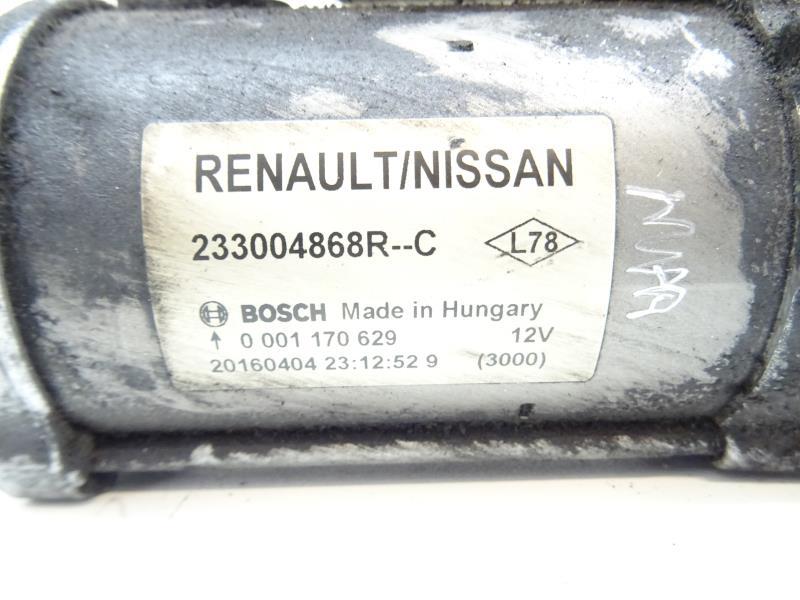 RENAULT/NISSAN
233004868R--C L78
BOSCH Made in Hungary
0 001 170 629 12V
20160404 23:12:52 9 (3000)